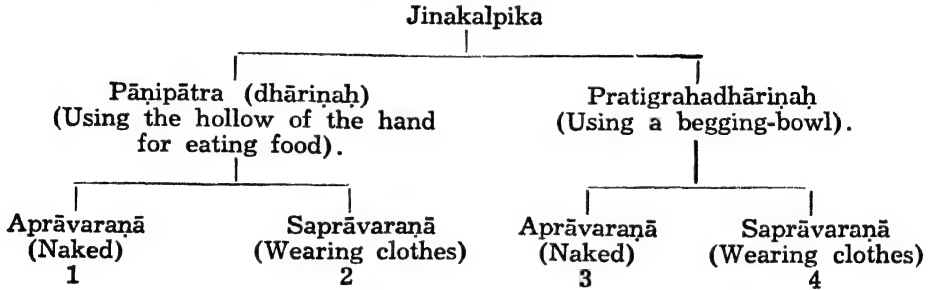 Jinakalpika
Pāṇipātra (dhāriṇaḥ)
(Using the hollow of the hand
for eating food).
Pratigrahadhāriṇaḥ
(Using a begging-bowl).
Aprāvaraṇā
(Naked)
1
Saprāvaraṇā
(Wearing clothes)
2
Aprāvaraṇā
(Naked)
3
Saprāvaraṇā
(Wearing clothes)
4